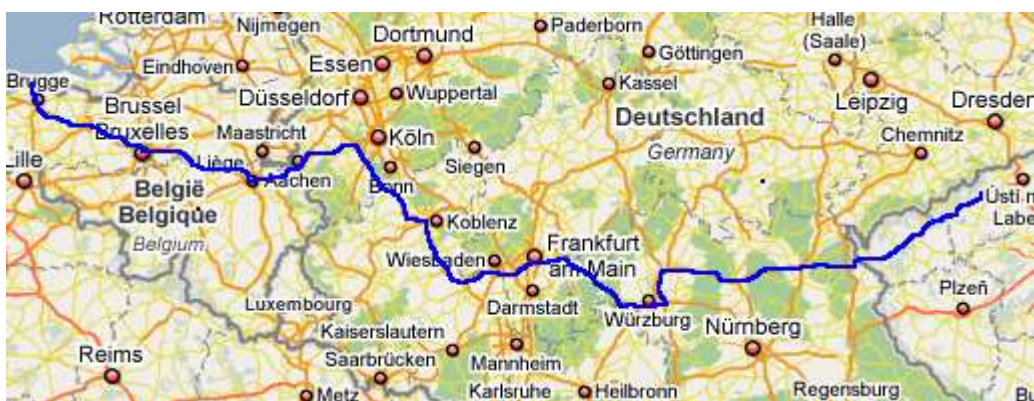 Rotterdam
Nijmegen
Dortmund
Paderborn
Halle
(Saale)
Göttingen
Eindhoven
Essen
Kassel
Leipzig
Brugge
Wuppertal
Düsseldorf
Brussel
Bruxelles
Deutschland
Dresden
Maastricht
Köln
Germany
Chemnitz
Siegen
Lille
Liège
Aachen
Bonn
België
Belgique
Belgium
Ústi n
Labe
Koblenz
Frankfurt
am Main
Wiesbaden
Plzeň
Luxembourg
Darmstadt
Würzburg
Kaiserslautern
Nürnberg
Reims
Saarbrücken
Mannheim
Metz
Karlsruhe
Heilbronn
Regensburg